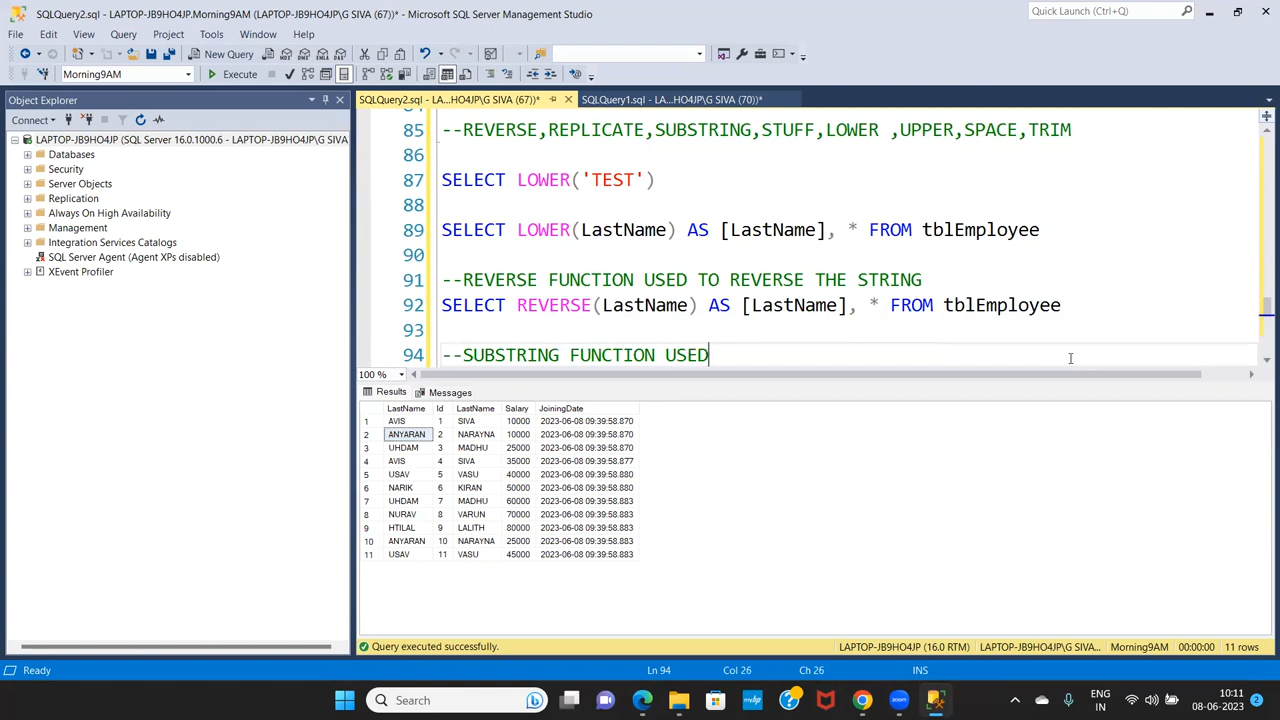 SQLQuery2.sql - LAPTOP-JB9HO4JP.Morning9AM (LAPTOP-JB9HO4JP\G SIVA (67))* - Microsoft SQL Server Management Studio
Quick Launch (Ctrl+Q)
File Edit View Query Project Tools Window Help
New Query
Morning9AM Execute
Object Explorer
SQLQuery2.sql - LA...HO4JP\G SIVA (67))* SQLQuery1.sql - LA...HO4JP\G SIVA (70))*
Connect
LAPTOP-JB9HO4JP (SQL Server 16.0.1000.6 - LAPTOP-JB9HO4JP\G SIVA
Databases
Security
Server Objects
Replication
Always On High Availability
Management
Integration Services Catalogs
SQL Server Agent (Agent XPs disabled)
XEvent Profiler
85 --REVERSE,REPLICATE,SUBSTRING,STUFF,LOWER ,UPPER,SPACE,TRIM
86
87 SELECT LOWER('TEST')
88
89 SELECT LOWER(LastName) AS [LastName], * FROM tblEmployee
90
91 --REVERSE FUNCTION USED TO REVERSE THE STRING
92 SELECT REVERSE(LastName) AS [LastName], * FROM tblEmployee
93
94 --SUBSTRING FUNCTION USED
100 %
Results Messages
LastName Id LastName Salary JoiningDate
1 AVIS 1 SIVA 10000 2023-06-08 09:39:58.870
2 ANYARAN 2 NARAYNA 10000 2023-06-08 09:39:58.870
3 UHDAM 3 MADHU 25000 2023-06-08 09:39:58.870
4 AVIS 4 SIVA 35000 2023-06-08 09:39:58.877
5 USAV 5 VASU 40000 2023-06-08 09:39:58.880
6 NARIK 6 KIRAN 50000 2023-06-08 09:39:58.883
7 UHDAM 7 MADHU 60000 2023-06-08 09:39:58.883
8 NURAV 8 VARUN 70000 2023-06-08 09:39:58.883
9 HTILAL 9 LALITH 80000 2023-06-08 09:39:58.883
10 ANYARAN 10 NARAYNA 25000 2023-06-08 09:39:58.883
11 USAV 11 VASU 45000 2023-06-08 09:39:58.883
Query executed successfully. LAPTOP-JB9HO4JP (16.0 RTM) LAPTOP-JB9HO4JP\G SIVA... Morning9AM 00:00:00 11 rows
Ready Ln 94 Col 26 Ch 26 INS
Search
ENG
IN
10:11
08-06-2023